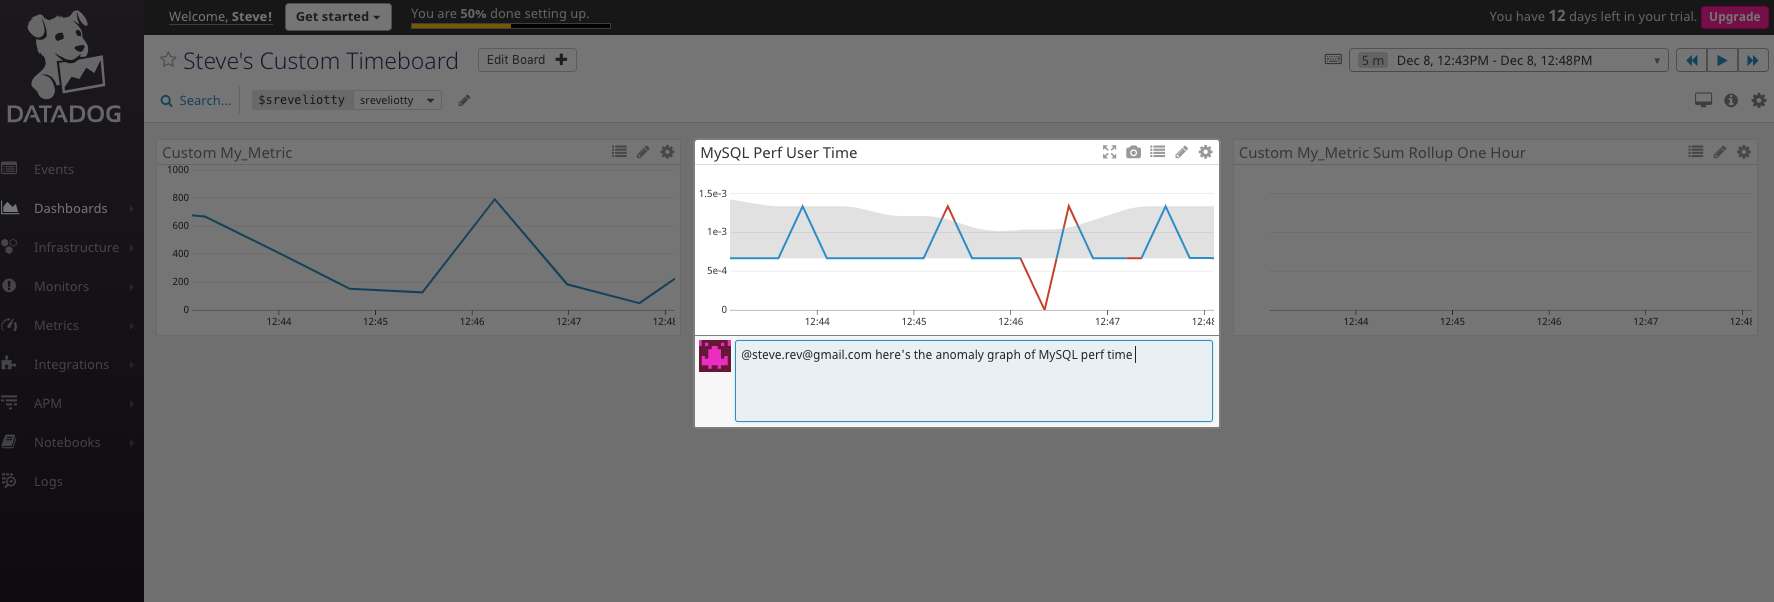 Welcome, Steve!
Get started
You are 50% done setting up.
You have 12 days left in your trial.
Upgrade
DATADOG
Events
Dashboards
Infrastructure
Monitors
Metrics
Integrations
APM
Notebooks
Logs
Steve's Custom Timeboard
Edit Board +
5 m Dec 8, 12:43PM - Dec 8, 12:48PM
Search...
$sreveliotty sreveliotty
Custom My_Metric
1000
800
600
400
200
0
12:44 12:45 12:46 12:47 12:48
MySQL Perf User Time
1.5e-3
1e-3
5e-4
0
12:44 12:45 12:46 12:47 12:48
@steve.rev@gmail.com here's the anomaly graph of MySQL perf time
Custom My_Metric Sum Rollup One Hour
12:44 12:45 12:46 12:47 12:48